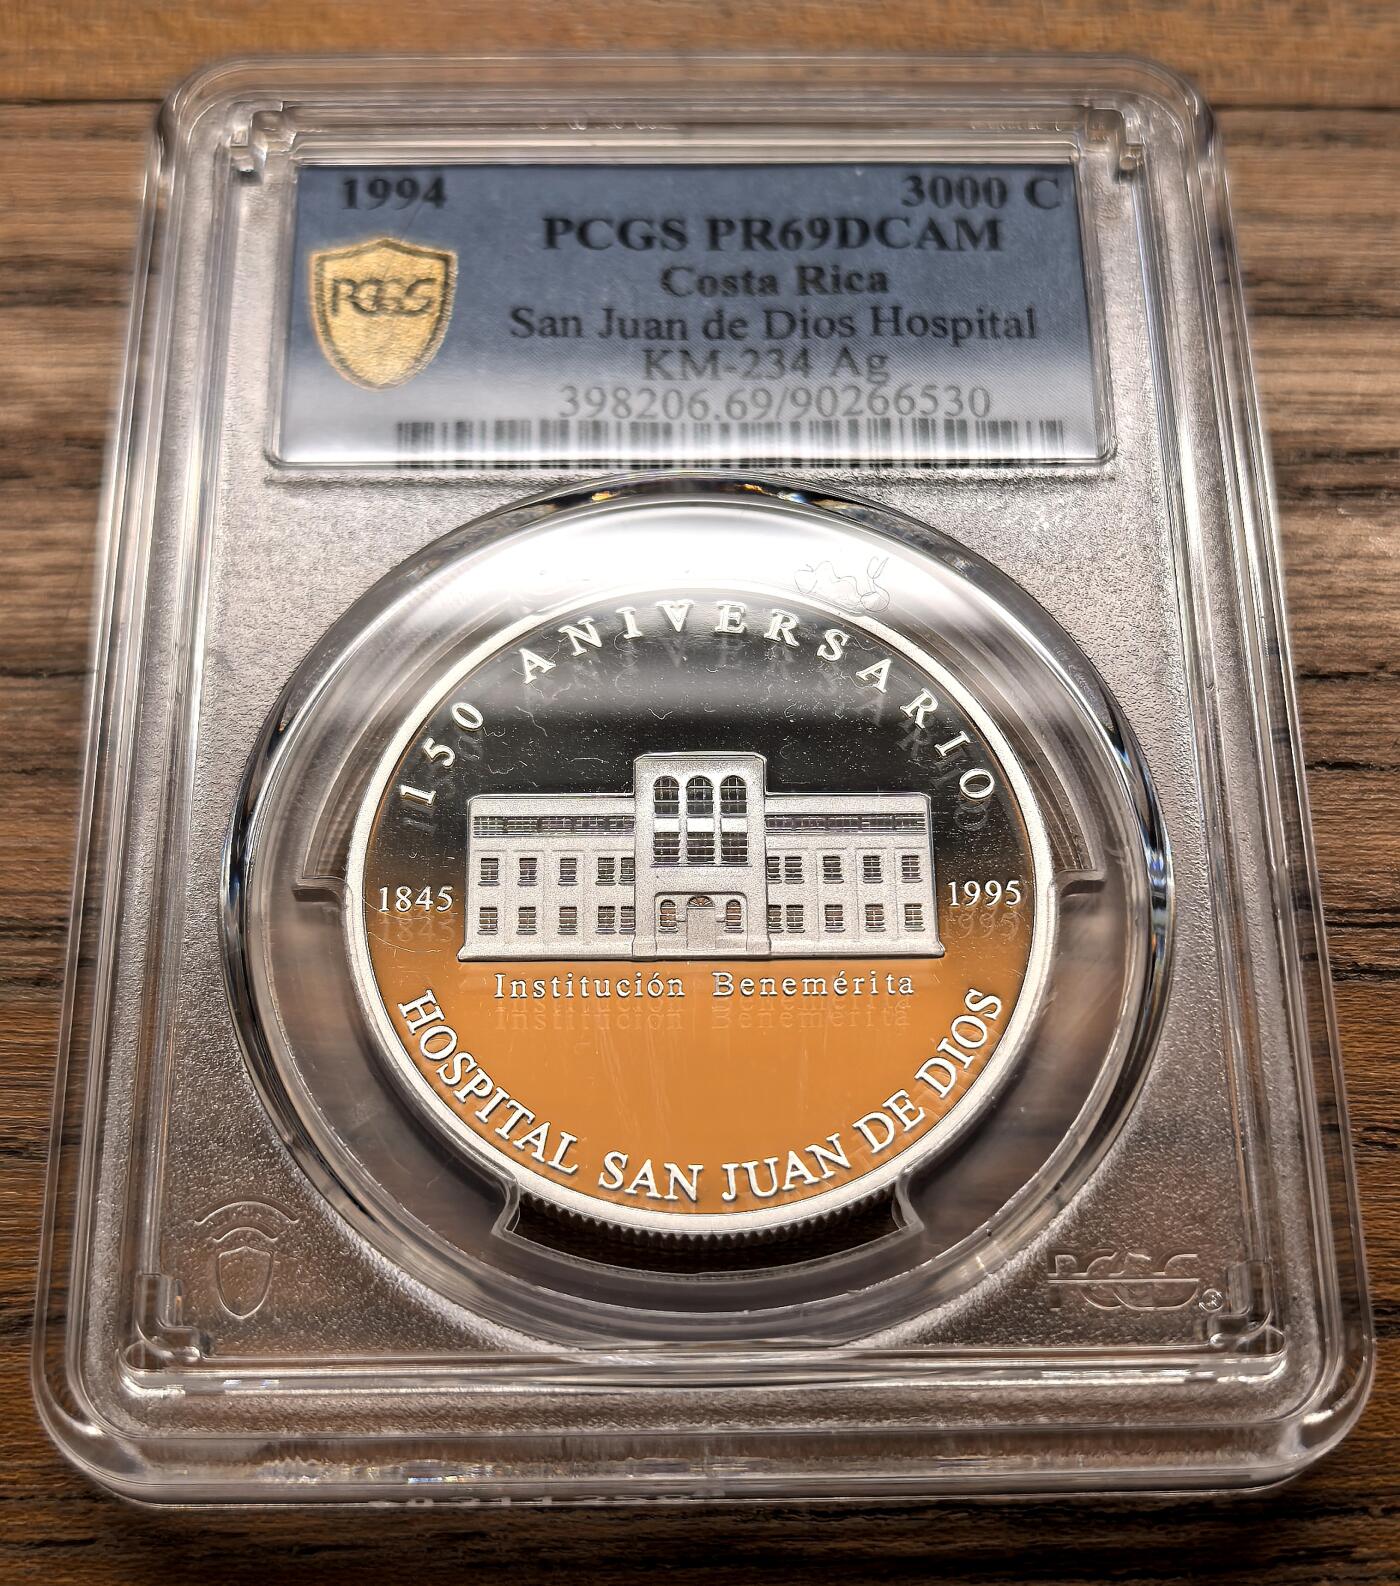 1994 3000 C
PCGS PR69DCAM
PCGS
Costa Rica
San Juan de Dios Hospital
KM-234 Ag
398206.69/90266530
150 ANIVERSARIO
1845 1995
Institución Benemérita
HOSPITAL SAN JUAN DE DIOS
PCGS